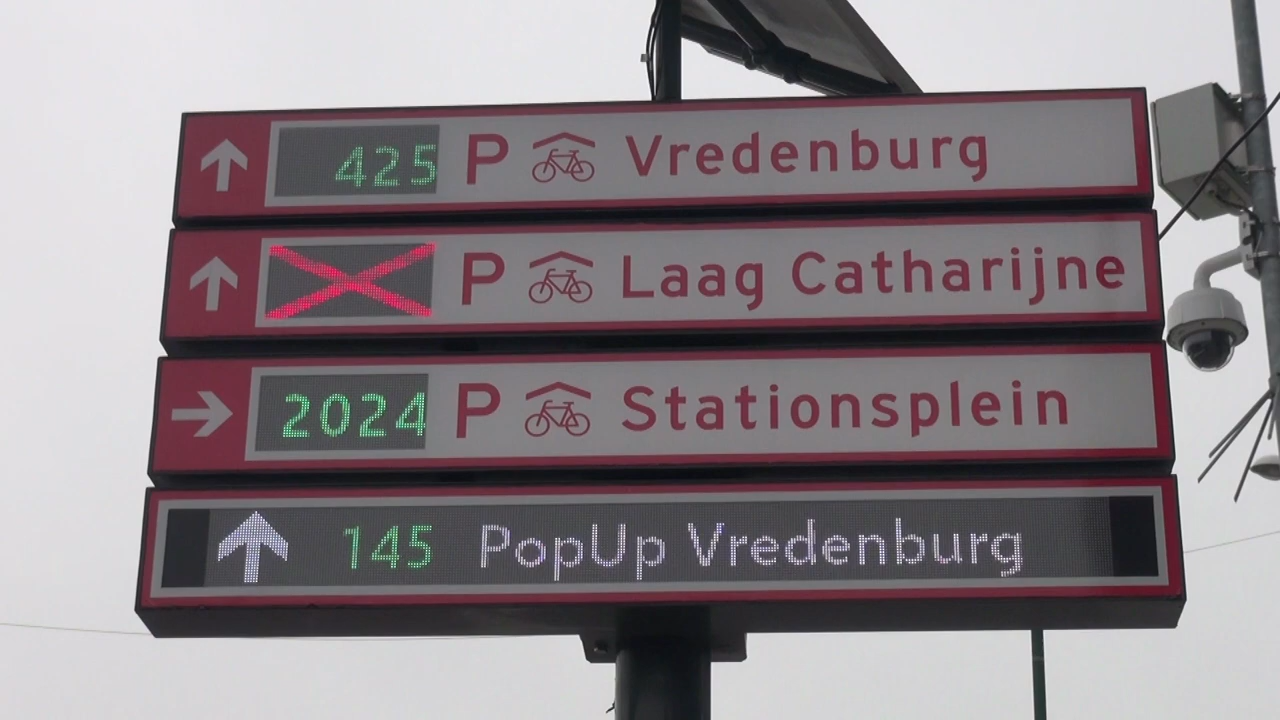 425 P Vredenburg
P Laag Catharijne
2024 P Stationsplein
145 PopUp Vredenburg